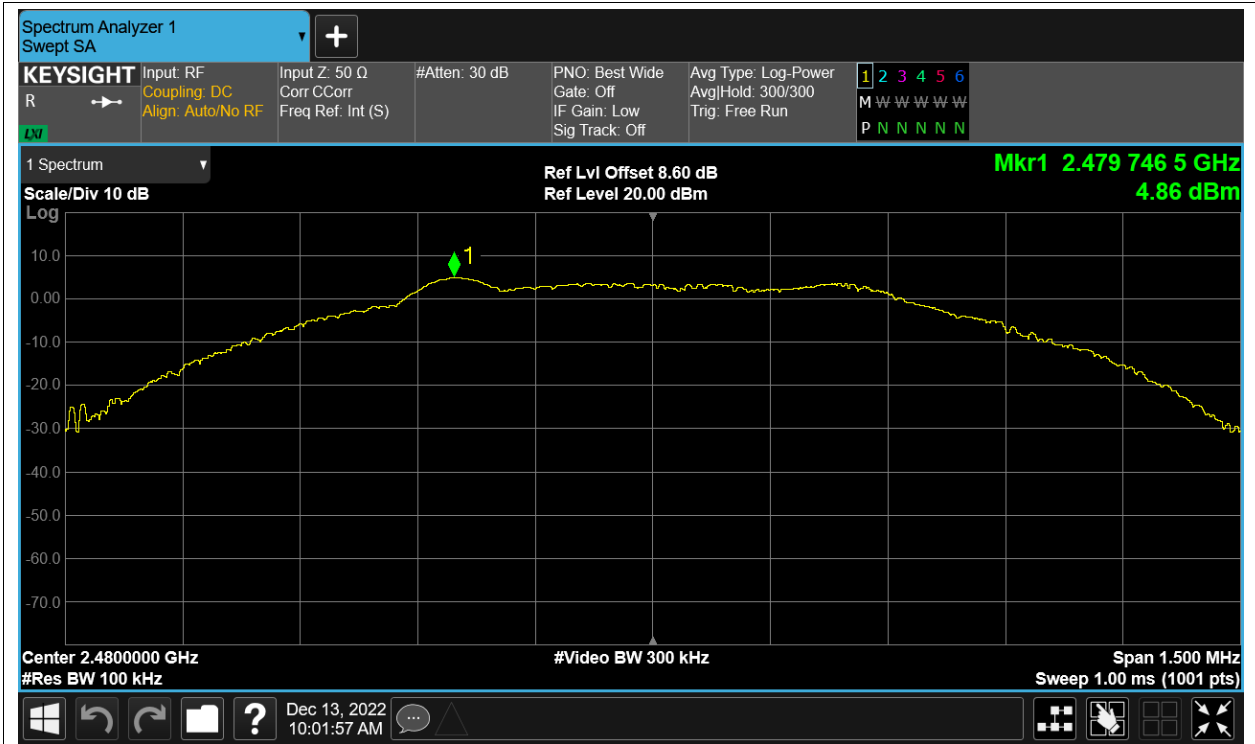 Spectrum Analyzer 1
Swept SA
KEYSIGHT
R
LXI
Input: RF
Coupling: DC
Align: Auto/No RF
Input Z: 50 Ω
Corr CCorr
Freq Ref: Int (S)
#Atten: 30 dB
PNO: Best Wide
Gate: Off
IF Gain: Low
Sig Track: Off
Avg Type: Log-Power
Avg|Hold: 300/300
Trig: Free Run
1 2 3 4 5 6
M W W W W W
P N N N N N
1 Spectrum
Scale/Div 10 dB
Log
Ref Lvl Offset 8.60 dB
Ref Level 20.00 dBm
Mkr1 2.479 746 5 GHz
4.86 dBm
1
10.0
0.00
-10.0
-20.0
-30.0
-40.0
-50.0
-60.0
-70.0
Center 2.4800000 GHz
#Res BW 100 kHz
#Video BW 300 kHz
Span 1.500 MHz
Sweep 1.00 ms (1001 pts)
?
Dec 13, 2022
10:01:57 AM